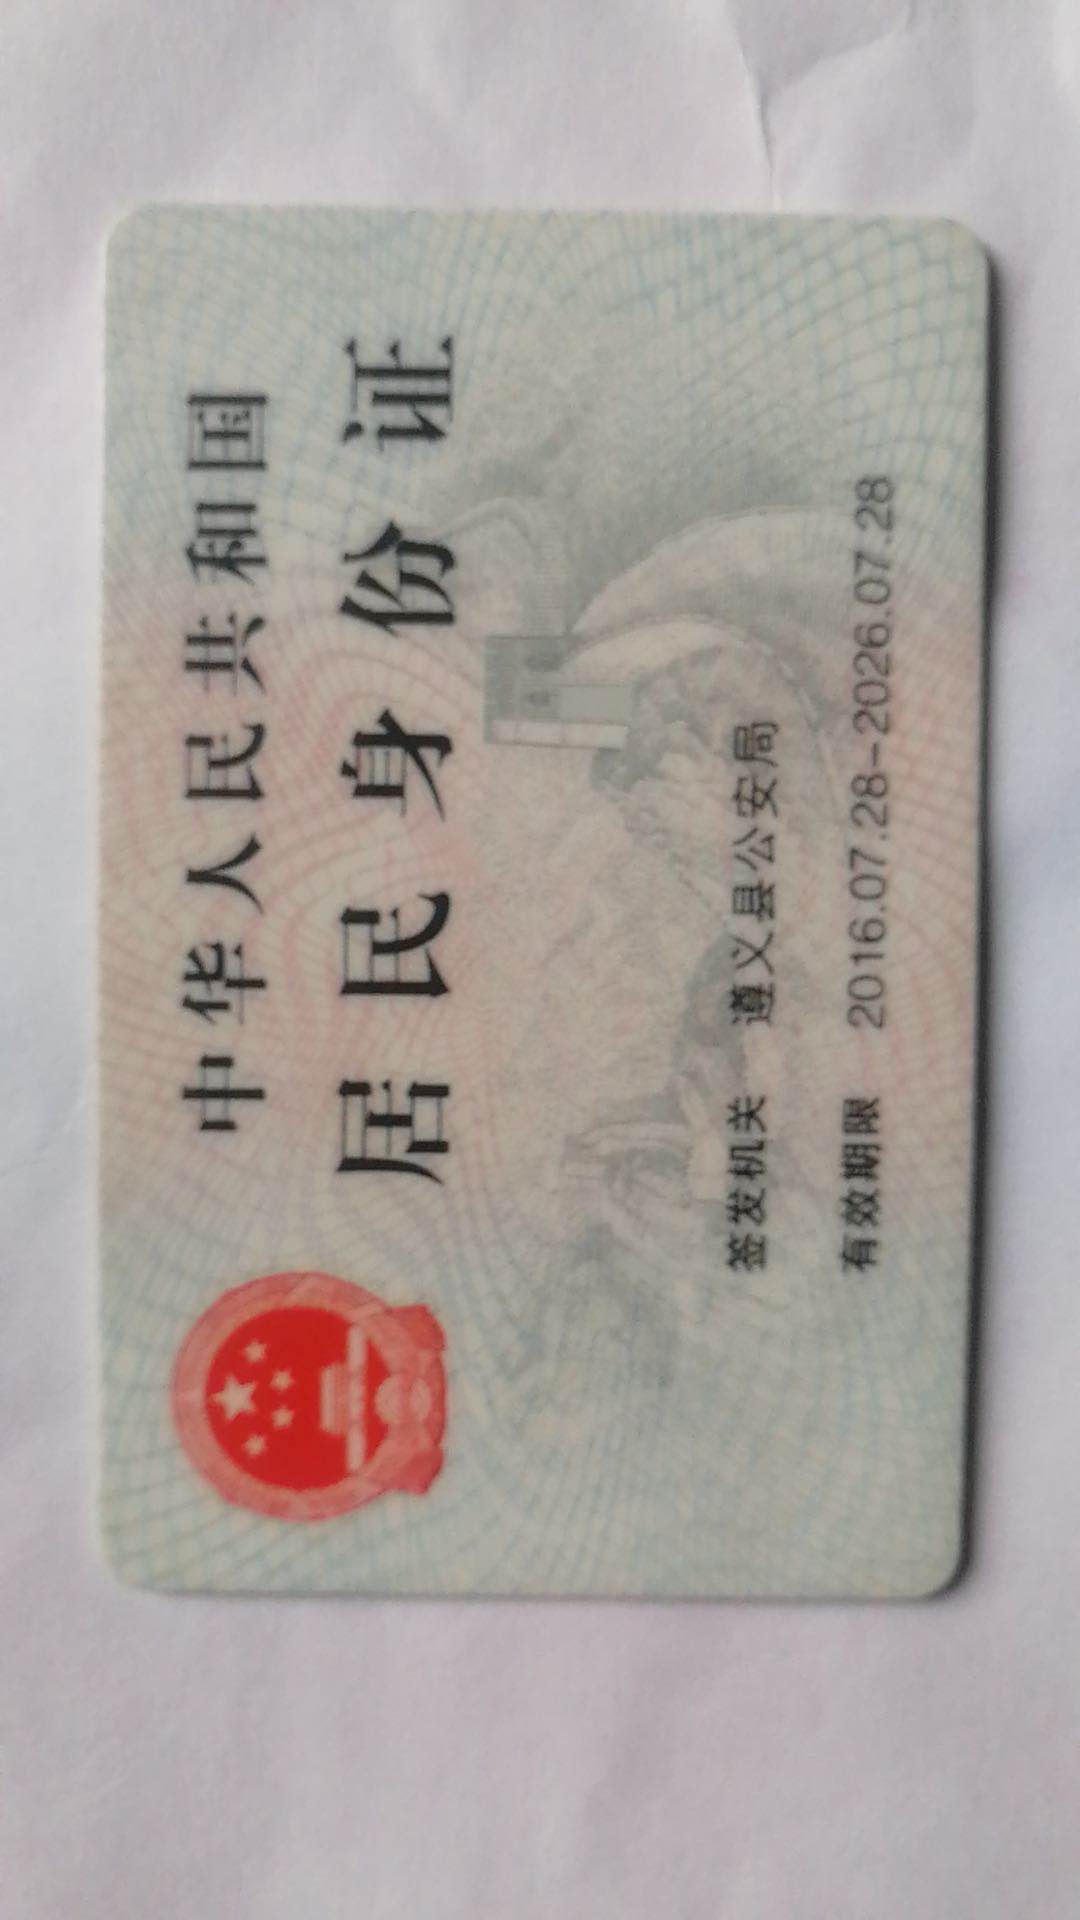 中华人民共和国
居民身份证
签发机关 遵义县公安局
有效期限 2016.07.28-2026.07.28